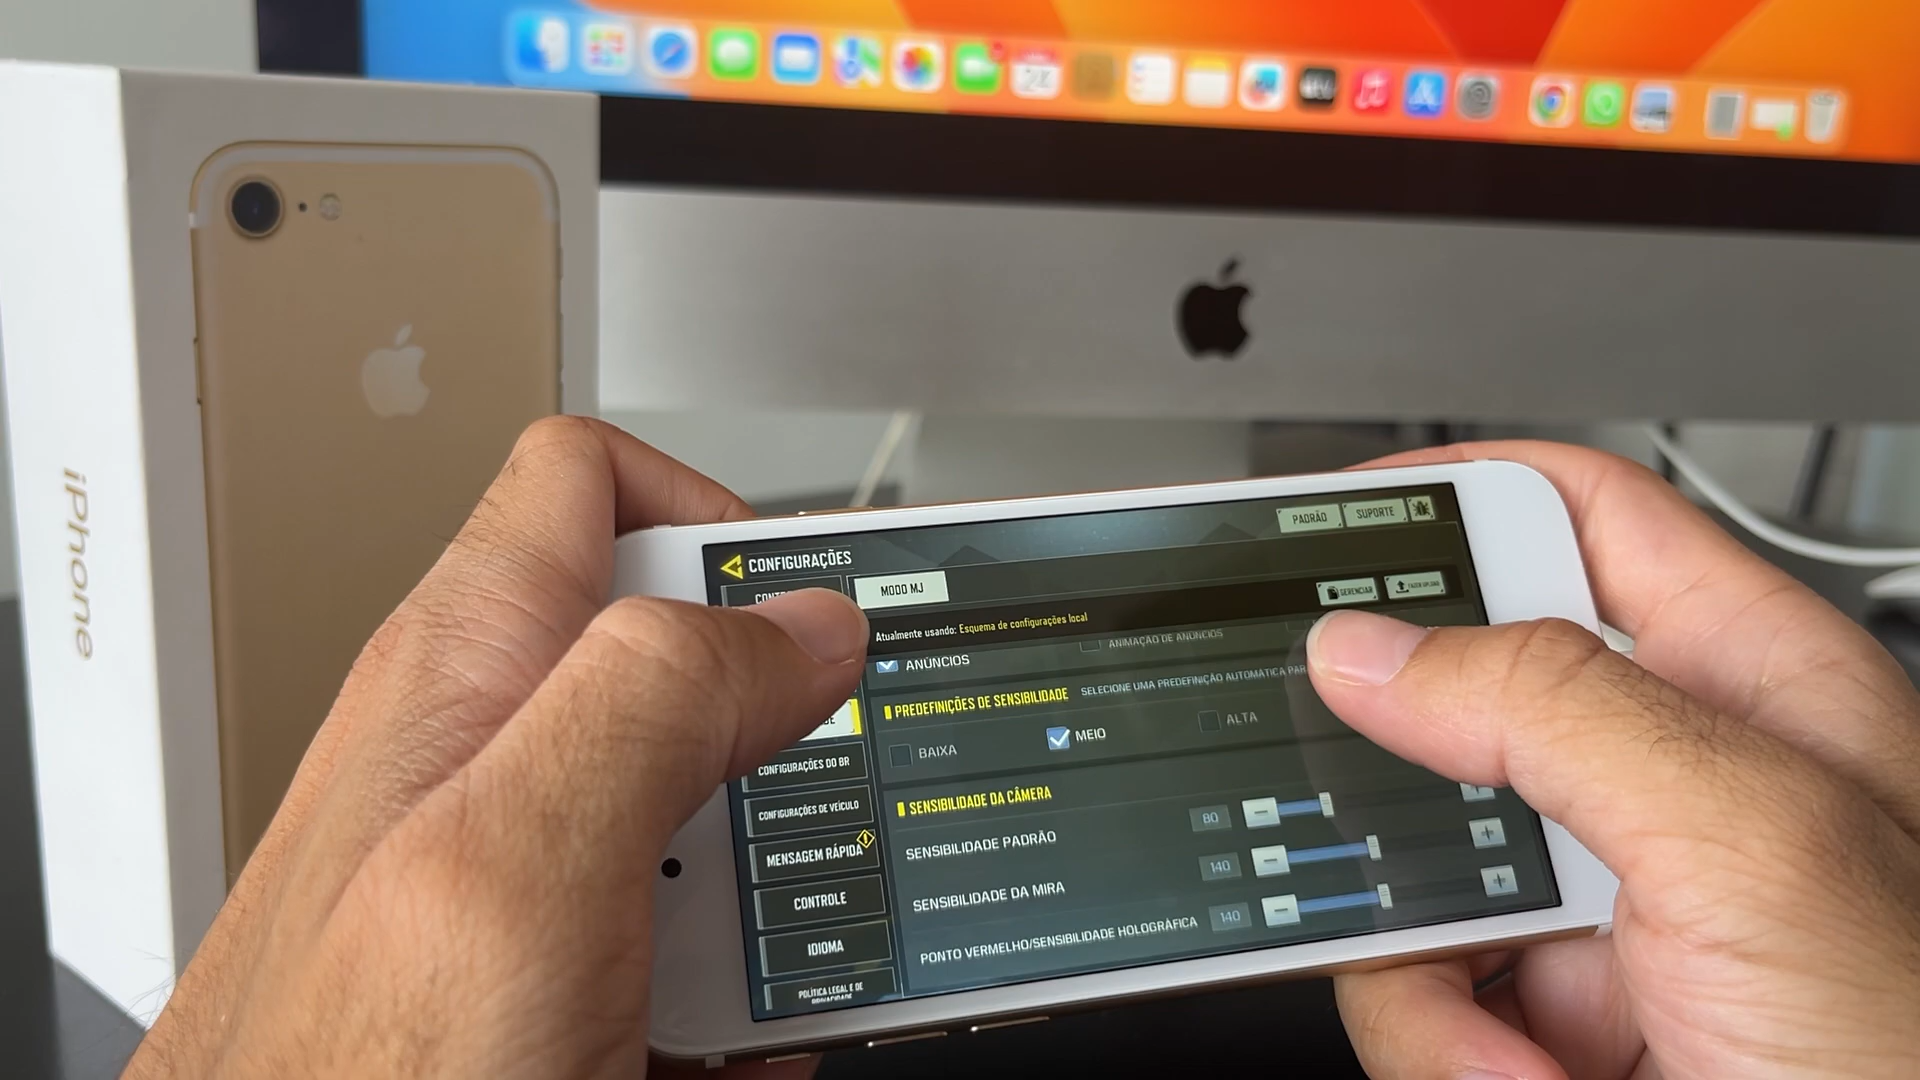 iPhone
CONFIGURAÇÕES
PADRÃO
SUPORTE
MODO MJ
GERENCIAR
FAZER UPLOAD
Atualmente usando: Esquema de configurações local
ANÚNCIOS
ANIMAÇÃO DE ANÚNCIOS
PREDEFINIÇÕES DE SENSIBILIDADE
SELECIONE UMA PREDEFINIÇÃO AUTOMÁTICA PAR
BAIXA
MEIO
ALTA
CONFIGURAÇÕES DO BR
CONFIGURAÇÕES DE VEÍCULO
MENSAGEM RÁPIDA
CONTROLE
IDIOMA
POLÍTICA LEGAL E DE
PRIVACIDADE
SENSIBILIDADE DA CÂMERA
SENSIBILIDADE PADRÃO
80
SENSIBILIDADE DA MIRA
140
PONTO VERMELHO/SENSIBILIDADE HOLOGRÁFICA
140